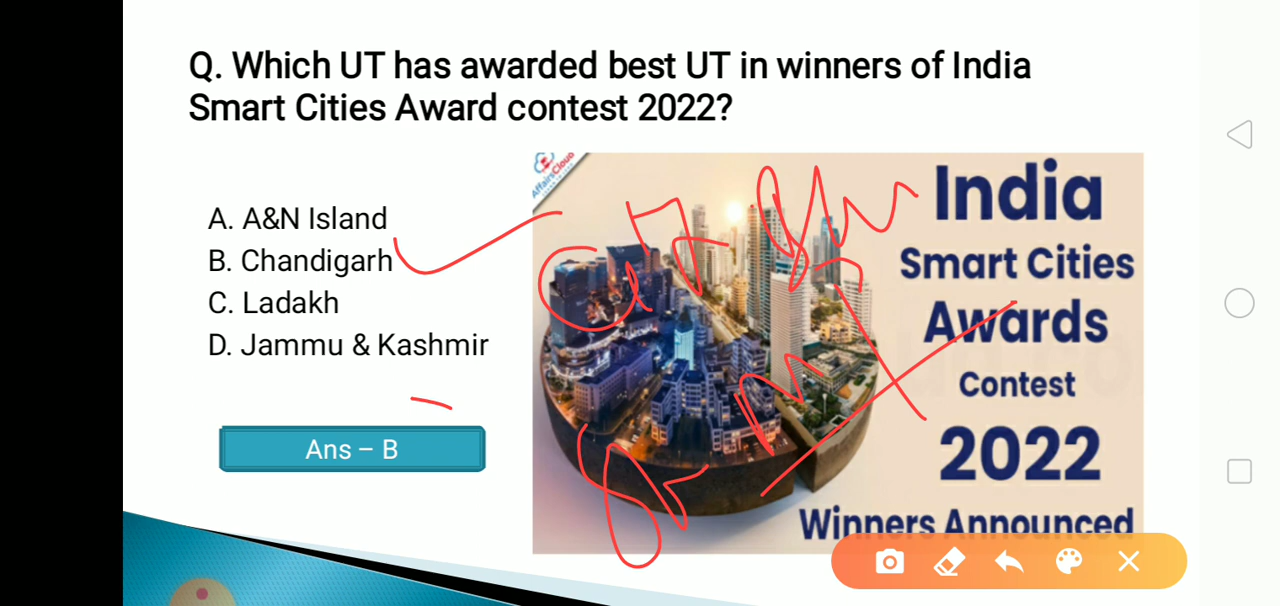 Q. Which UT has awarded best UT in winners of India
Smart Cities Award contest 2022?
A. A&N Island
B. Chandigarh
C. Ladakh
D. Jammu & Kashmir
Ans – B
AffairsCloud
India
Smart Cities
Awards
Contest
2022
Winners Announced